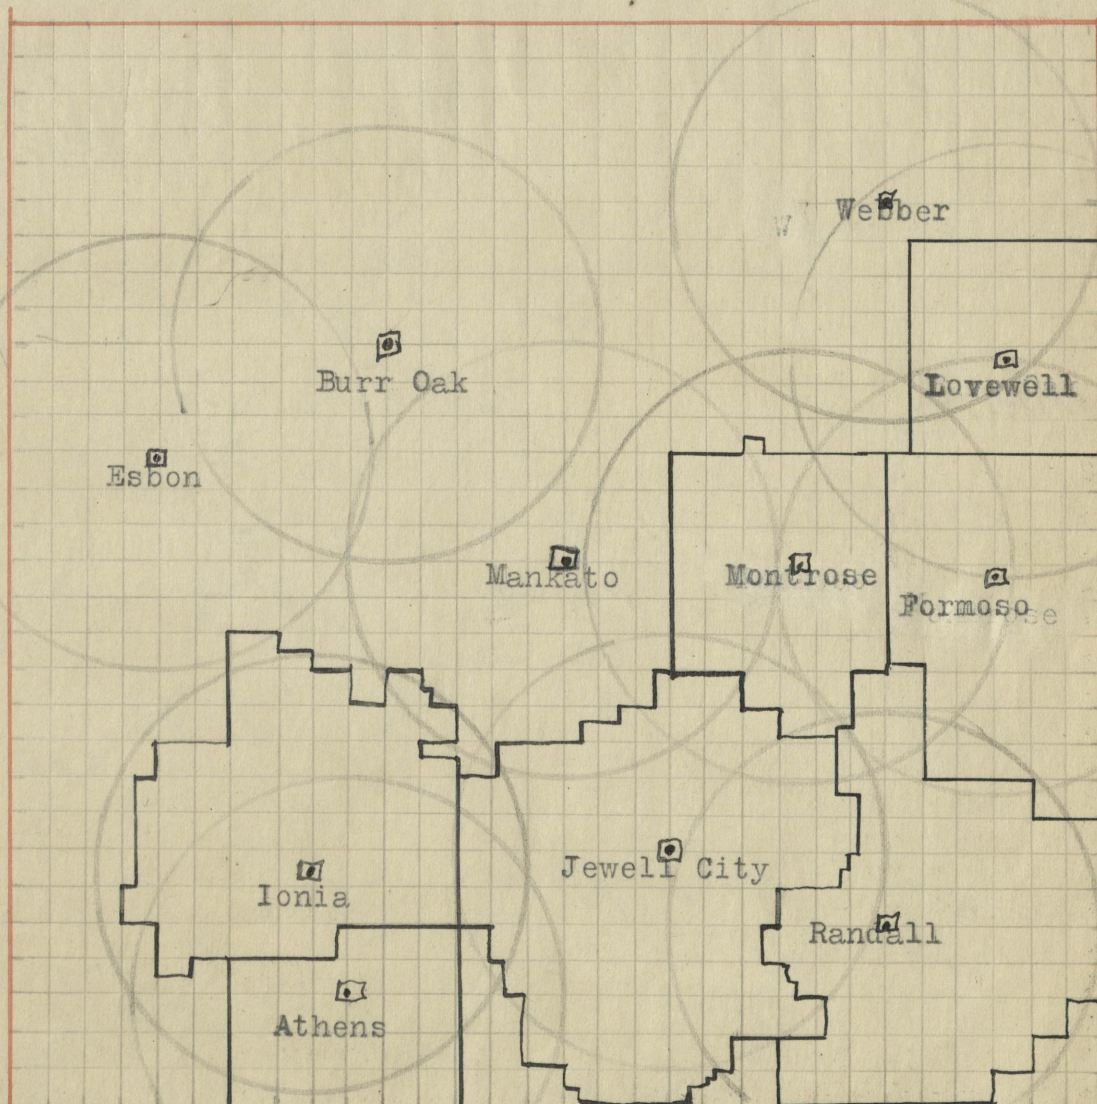 Webber
W
Lovewell
Burr Oak
Esbon
Mankato
Montrose
Formoso
Jewell City
Ionia
Randall
Athens